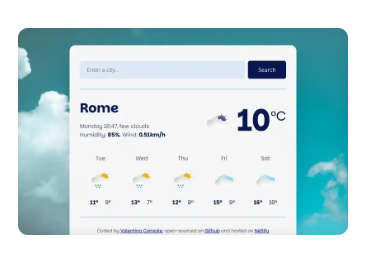 Enter a city..
Search
Rome
10°C
Monday 20:47, few clouds
Humidity: 85%, Wind: 0.51km/h
Tue Wed Thu Fri Sat
11° 9° 13° 7° 12° 8° 15° 9° 16° 10°
Coded by Valentina Console, open-sourced on Github and hosted on Netlify